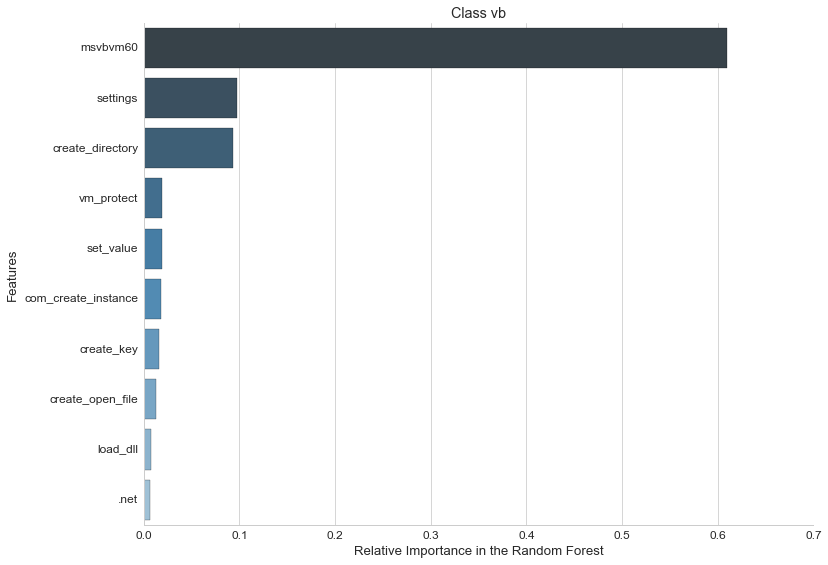 Class vb
msvbvm60
settings
create_directory
vm_protect
set_value
com_create_instance
create_key
create_open_file
load_dll
.net
Features
0.0 0.1 0.2 0.3 0.4 0.5 0.6 0.7
Relative Importance in the Random Forest